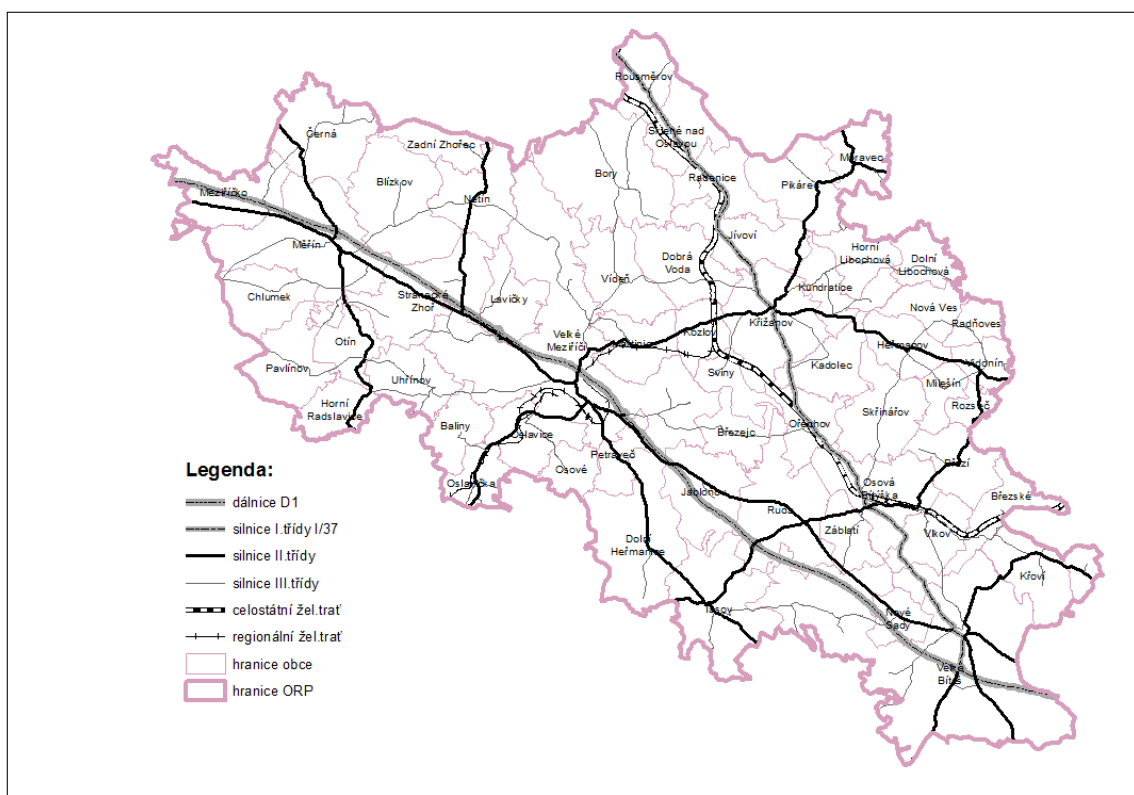 Rousměrov
Černá
Sklené nad
Oslavou
Zadní Zhořec
Moravec
Bory
Radenice
Blízkov
Pikárec
Meziříčko
Netín
Jívoví
Měřín
Horní
Libochová
Dobrá
Voda
Dolní
Libochová
Vídeň
Kundratice
Chlumek
Stránecká
Zhoř
Lavičky
Nová Ves
Křižanov
Radňoves
Velké
Meziříčí
Kozlov
Otín
Heřmanov
Kadolec
Vidonín
Pavlínov
Sviny
Uhřínov
Milešín
Horní
Radslavice
Rozseč
Skřinářov
Baliny
Ořechov
Oslavice
Březejc
Petráveč
Osové
Březí
Legenda:
Oslavička
Osová
Bítýška
Jabloňov
Březské
dálnice D1
Ruda
silnice I.třídy I/37
Záblatí
Vlkov
Dolní
Heřmanice
silnice II.třídy
Křoví
silnice III.třídy
celostátní žel.trať
Tasov
Nové
Sady
regionální žel.trať
hranice obce
Velká
Bíteš
hranice ORP